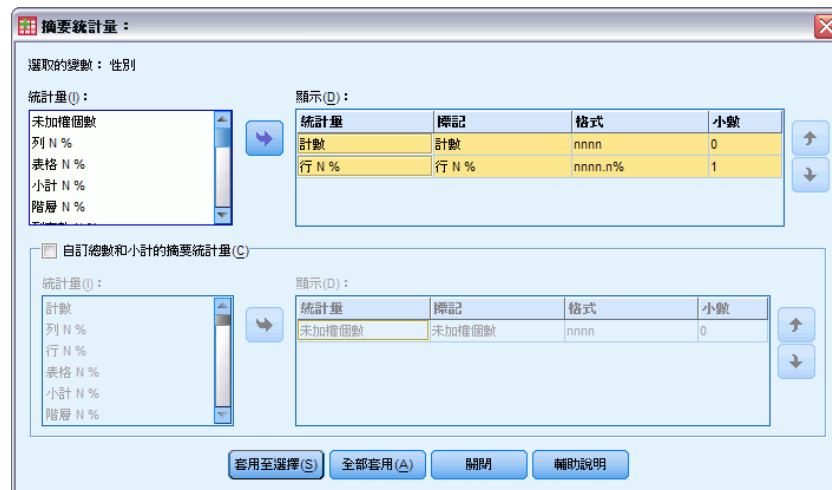 摘要統計量：
選取的變數： 性別
統計量(I)：
未加權個數
列 N %
表格 N %
小計 N %
階層 N %
顯示(D)：
統計量 標記 格式 小數
計數 計數 nnnn 0
行 N % 行 N % nnnn.n% 1
自訂總數和小計的摘要統計量(C)
統計量(I)：
計數
列 N %
行 N %
表格 N %
小計 N %
階層 N %
顯示(D)：
統計量 標記 格式 小數
未加權個數 未加權個數 nnnn 0
套用至選擇(S) 全部套用(A) 關閉 輔助說明